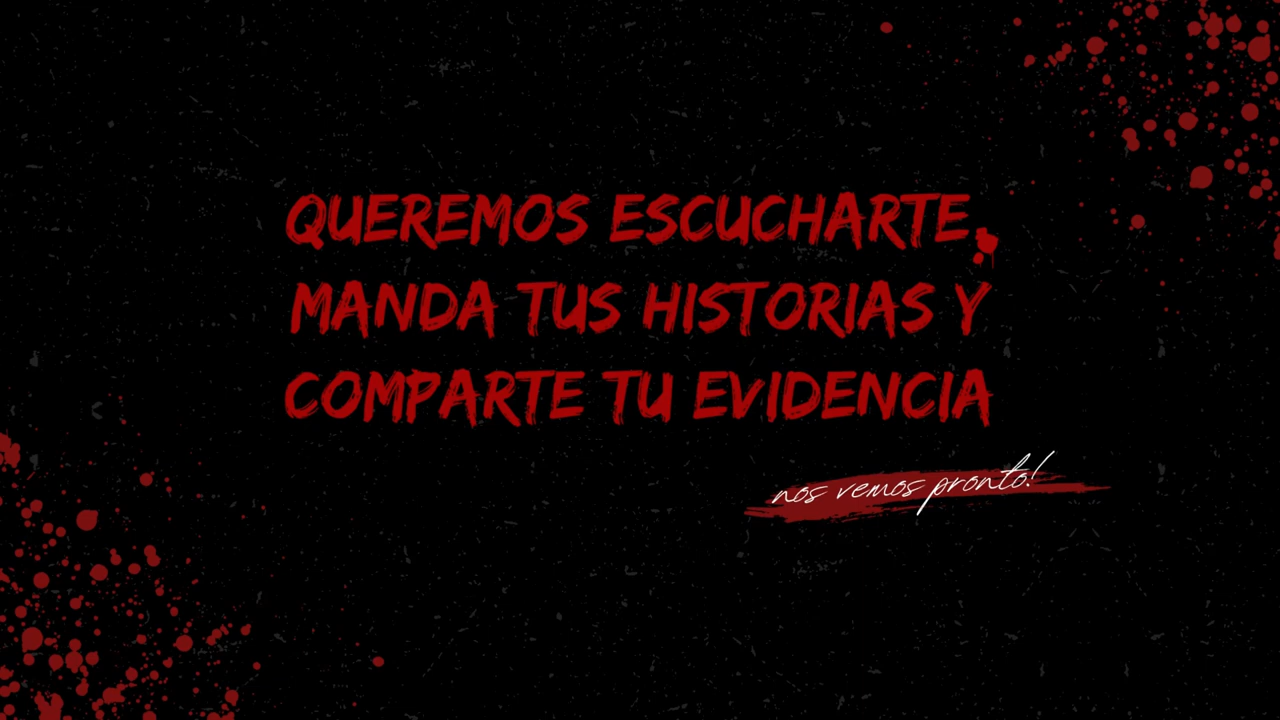 QUEREMOS ESCUCHARTE,
MANDA TUS HISTORIAS Y
COMPARTE TU EVIDENCIA
nos vemos pronto!